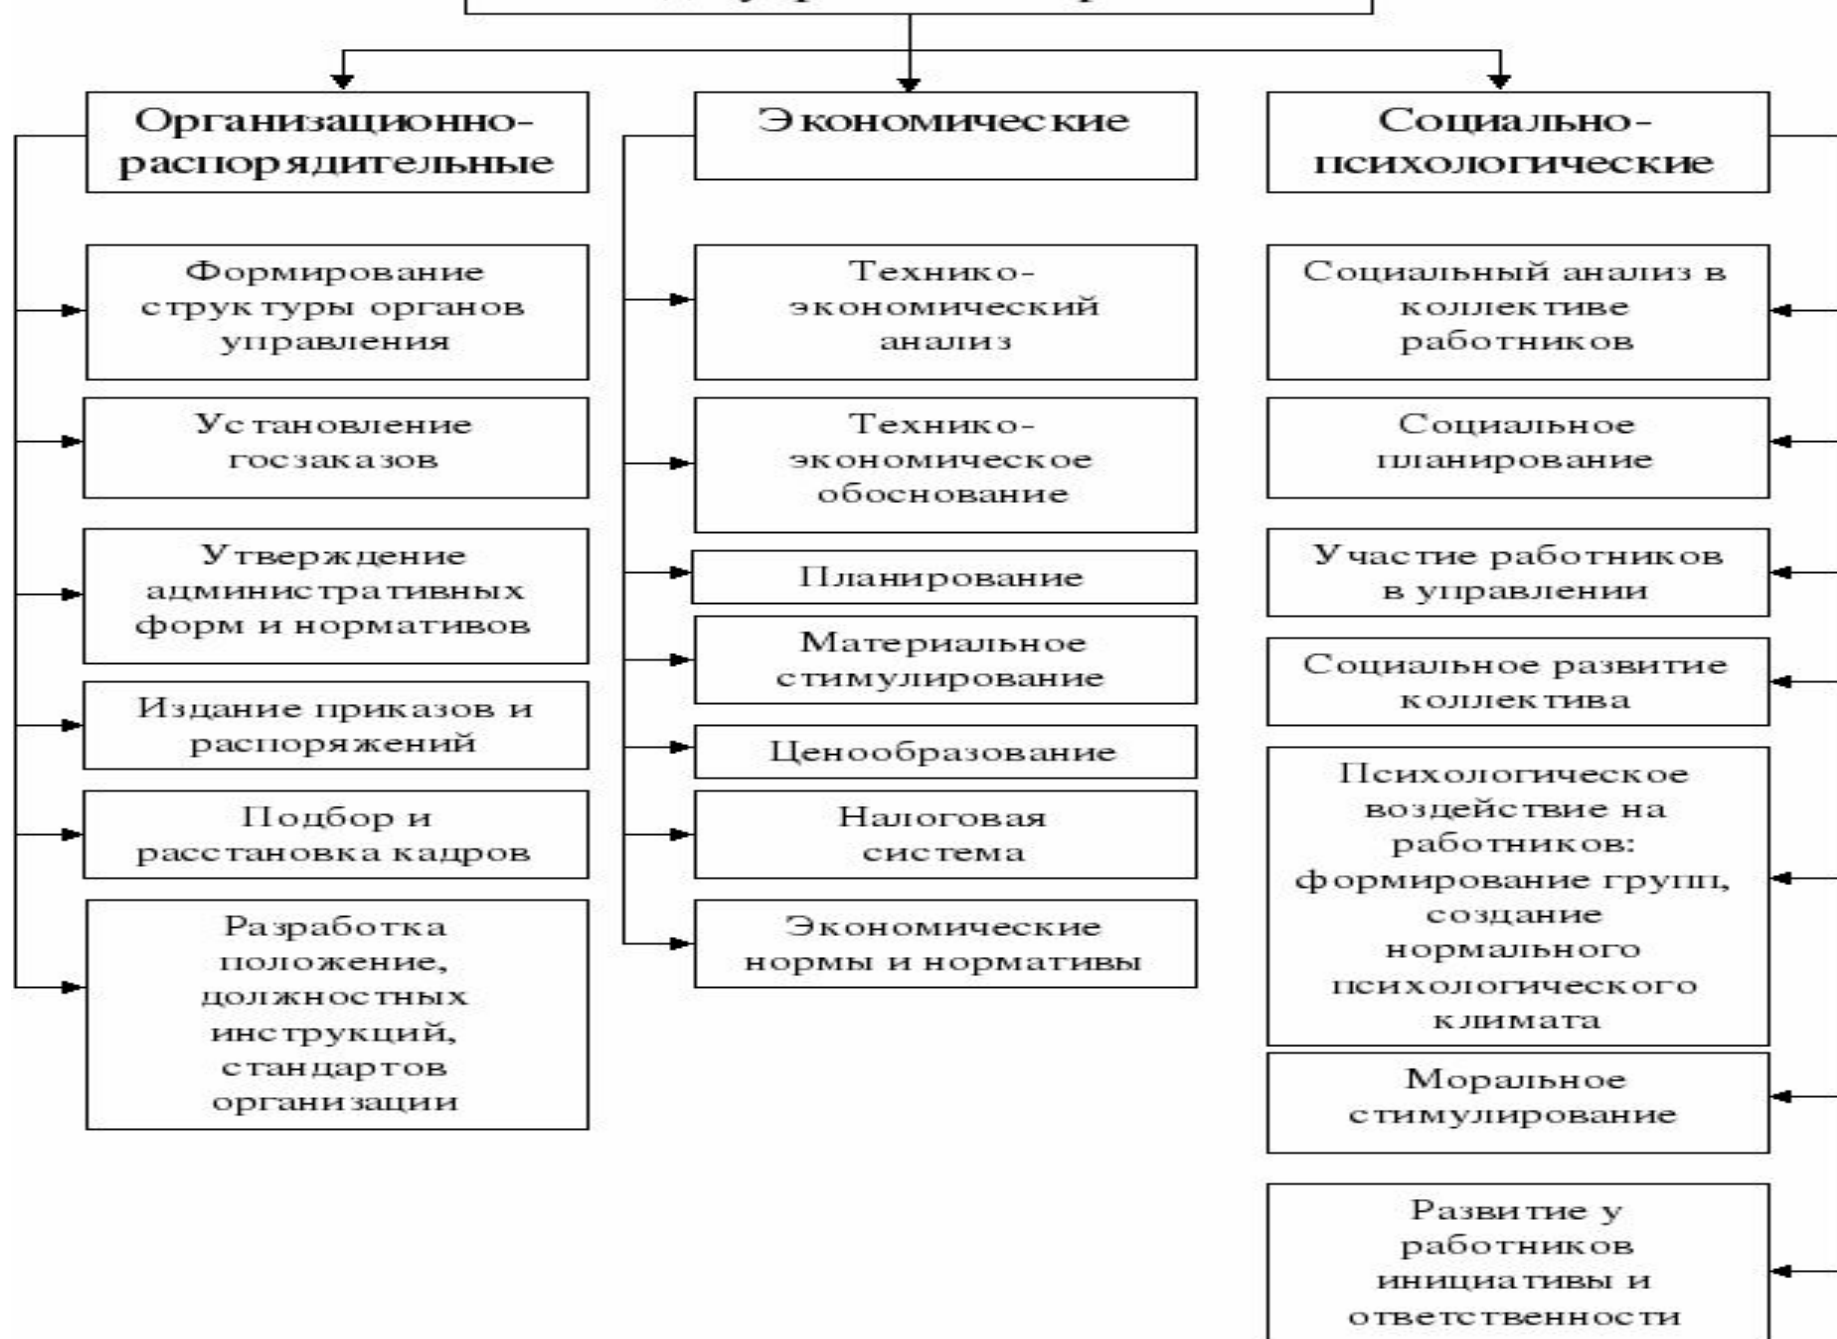 Организационно-
распорядительные
Формирование
структуры органов
управления
Установление
госзаказов
Утверждение
административных
форм и нормативов
Издание приказов и
распоряжений
Подбор и
расстановка кадров
Разработка
положение,
должностных
инструкций,
стандартов
организации
Экономические
Технико-
экономический
анализ
Технико-
экономическое
обоснование
Планирование
Материальное
стимулирование
Ценообразование
Налоговая
система
Экономические
нормы и нормативы
Социально-
психологические
Социальный анализ в
коллективе
работников
Социальное
планирование
Участие работников
в управлении
Социальное развитие
коллектива
Психологическое
воздействие на
работников:
формирование групп,
создание
нормального
психологического
климата
Моральное
стимулирование
Развитие у
работников
инициативы и
ответственности